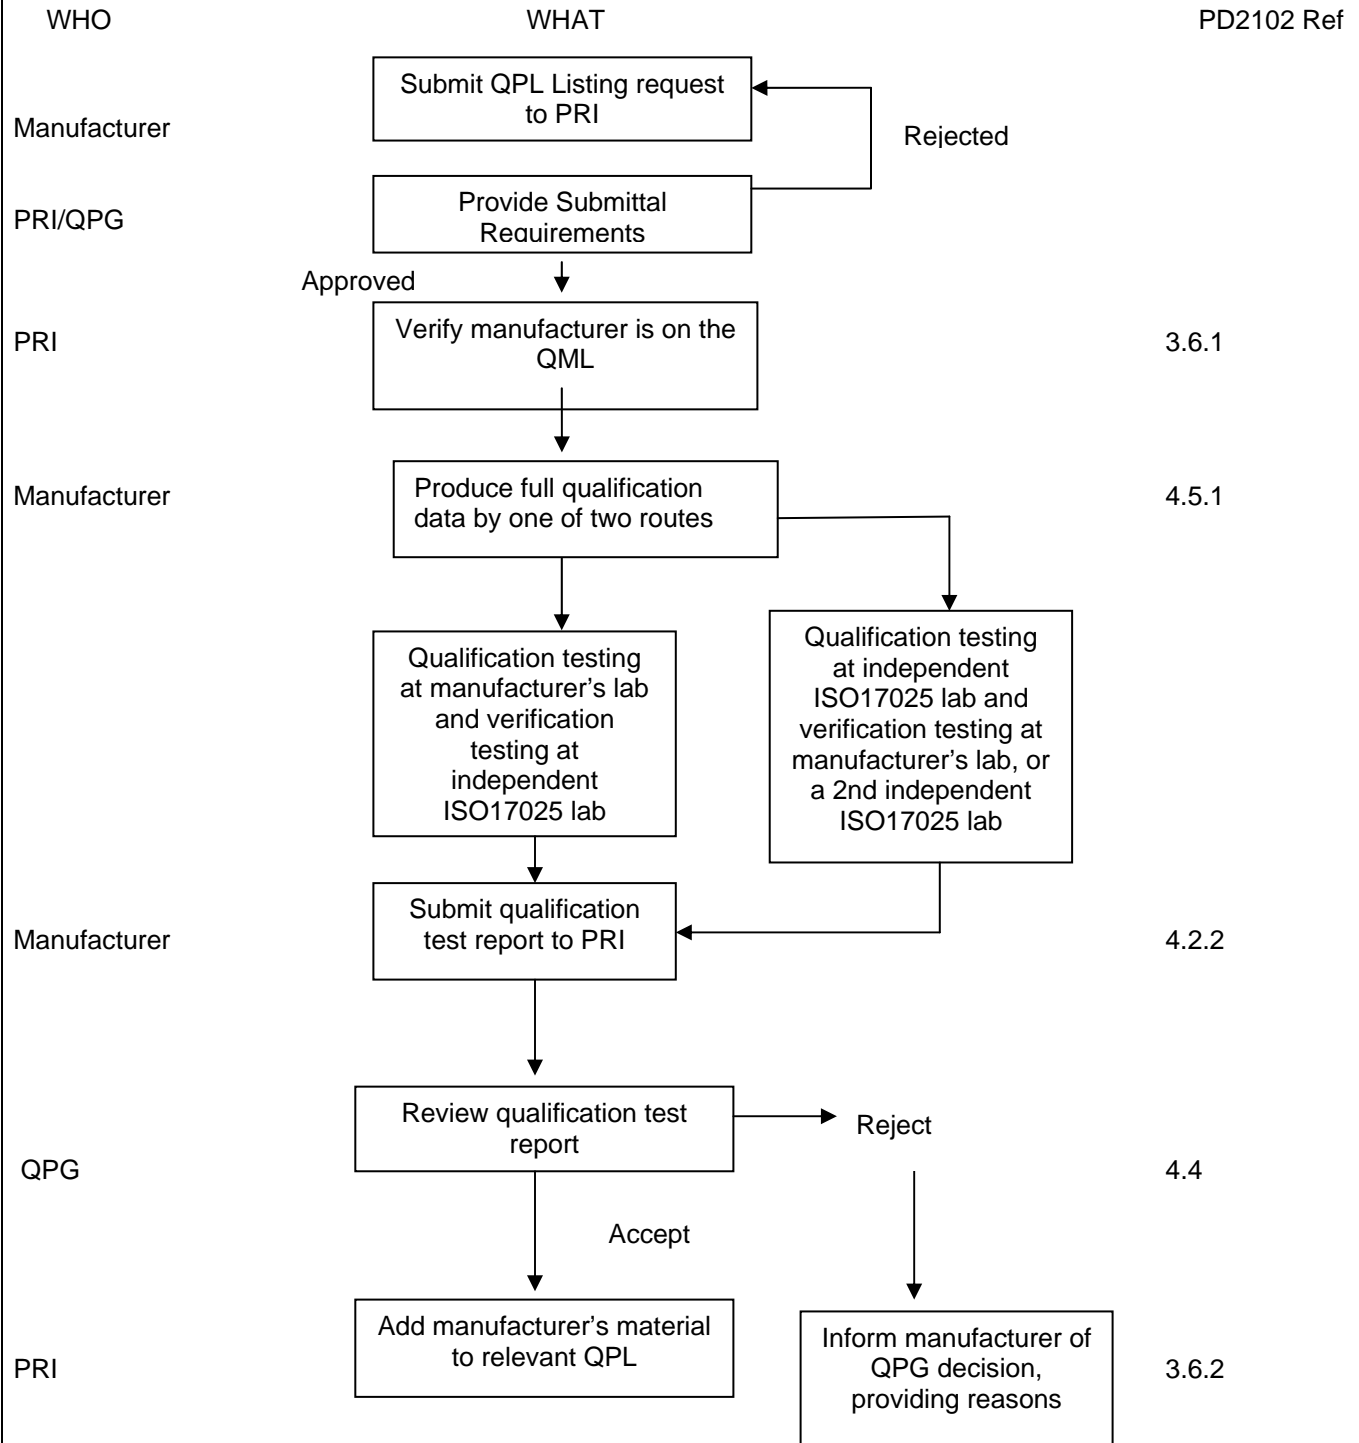 WHO WHAT PD2102 Ref
Submit QPL Listing request
to PRI
Manufacturer
Rejected
Provide Submittal
Requirements
PRI/QPG
Approved
Verify manufacturer is on the
QML
PRI
3.6.1
Produce full qualification
data by one of two routes
Manufacturer
4.5.1
Qualification testing
at manufacturer's lab
and verification
testing at
independent
ISO17025 lab
Qualification testing
at independent
ISO17025 lab and
verification testing at
manufacturer's lab, or
a 2nd independent
ISO17025 lab
Submit qualification
test report to PRI
Manufacturer
4.2.2
Review qualification test
report
Reject
QPG
4.4
Accept
Add manufacturer's material
to relevant QPL
Inform manufacturer of
QPG decision,
providing reasons
PRI
3.6.2